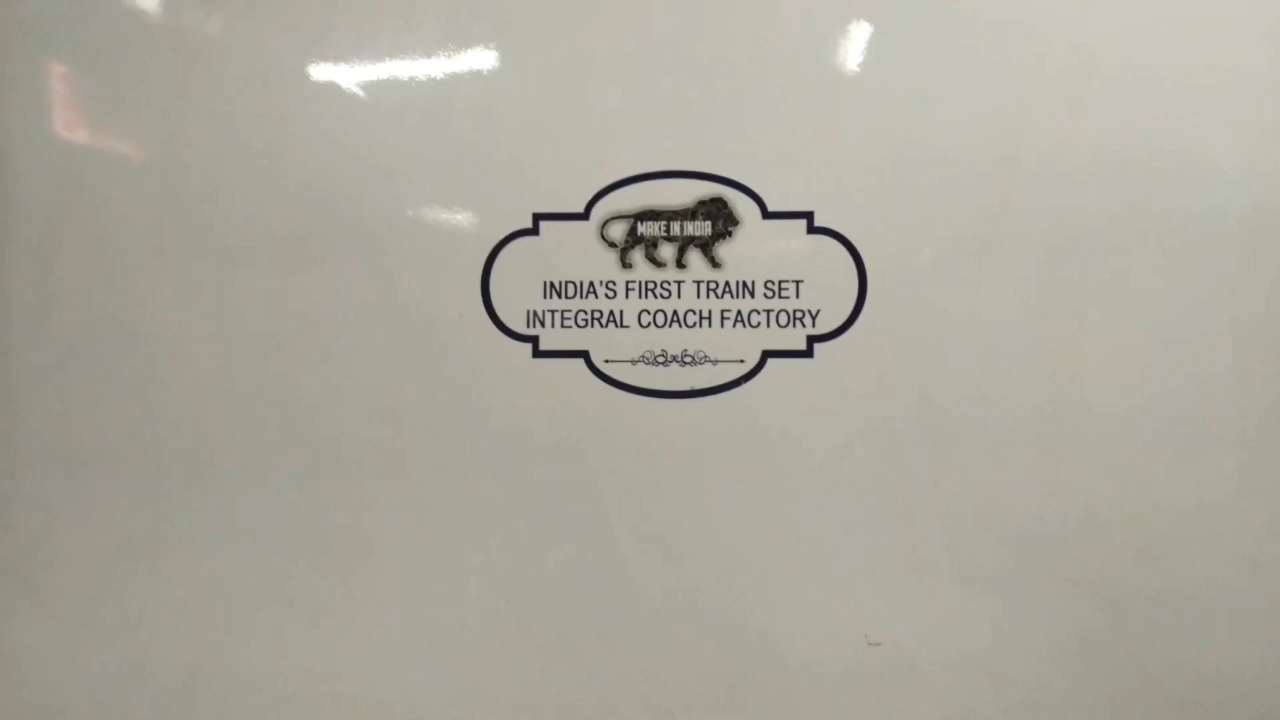 MAKE IN INDIA
INDIA'S FIRST TRAIN SET
INTEGRAL COACH FACTORY